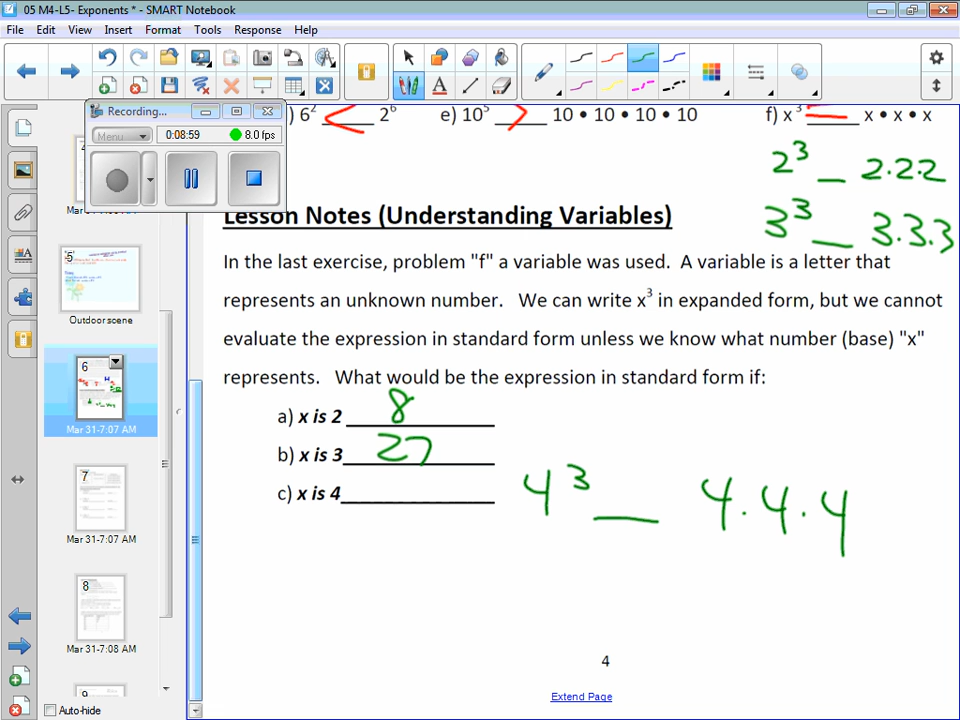 05 M4-L5- Exponents * - SMART Notebook
File Edit View Insert Format Tools Response Help
Recording...
Menu 0:08:59 8.0 fps
) 6² < 2⁶ e) 10⁵ > 10 • 10 • 10 • 10 f) x³ = x • x • x
2³ _ 2.2.2
3³ _ 3.3.3
Lesson Notes (Understanding Variables)
In the last exercise, problem "f" a variable was used. A variable is a letter that
represents an unknown number. We can write x³ in expanded form, but we cannot
evaluate the expression in standard form unless we know what number (base) "x"
represents. What would be the expression in standard form if:
a) x is 2 8
b) x is 3 27
c) x is 4
4³ _ 4.4.4
4
Extend Page
5
Outdoor scene
6
Mar 31-7:07 AM
7
Mar 31-7:07 AM
8
Mar 31-7:08 AM
9
Auto-hide